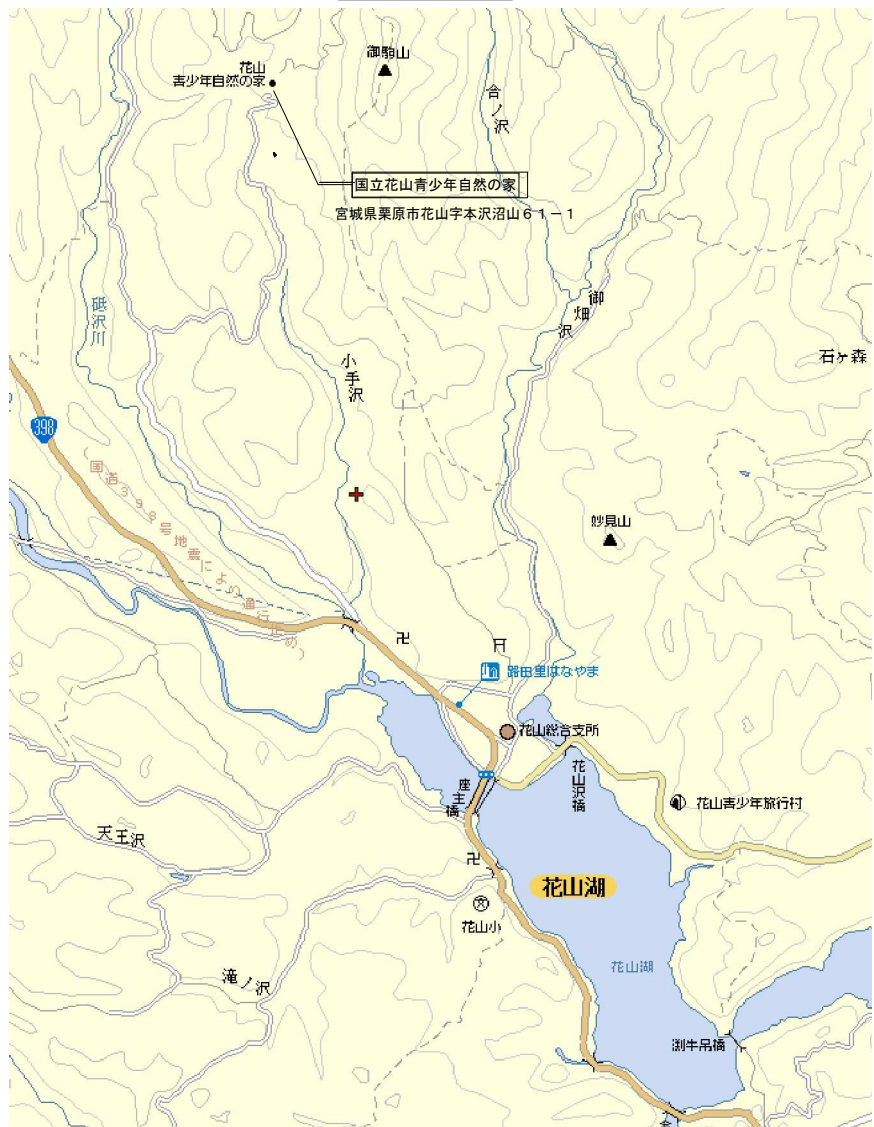 御駒山
花山
青少年自然の家
合ノ沢
国立花山青少年自然の家
宮城県栗原市花山字本沢沼山61-1
御畑沢
砥沢川
石ヶ森
小手沢
398
(国道398号地震により通行止め)
妙見山
路田里はなやま
花山総合支所
花山沢橋
座主橋
花山青少年旅行村
天王沢
花山湖
文
花山小
花山湖
滝ノ沢
渕牛吊橋